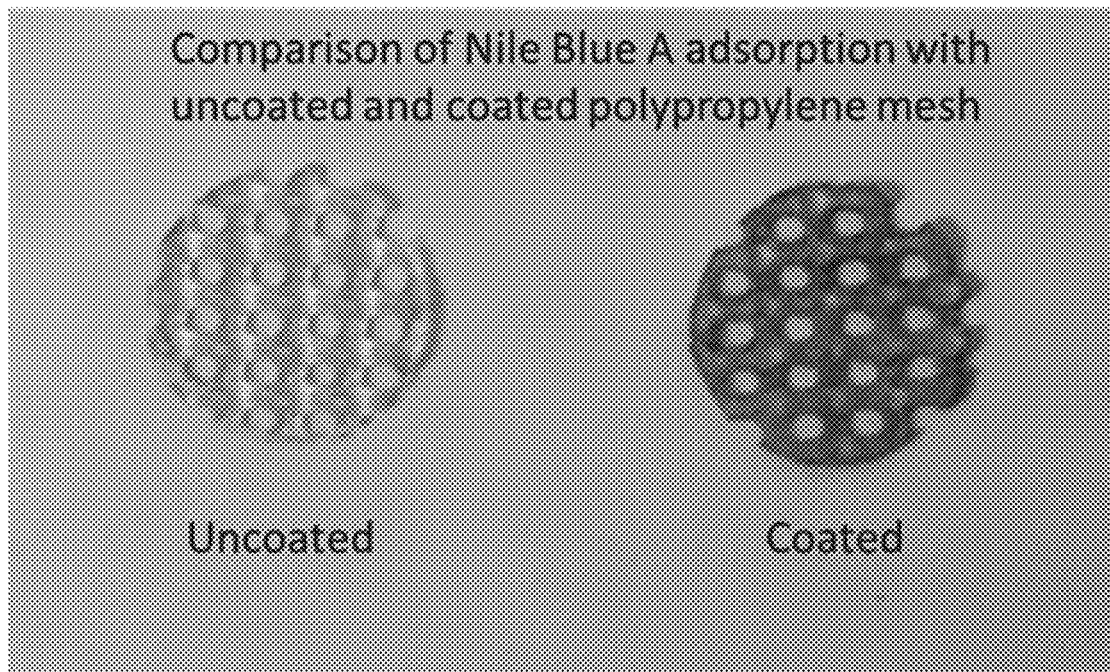 Comparison of Nile Blue A adsorption with
uncoated and coated polypropylene mesh
Uncoated
Coated